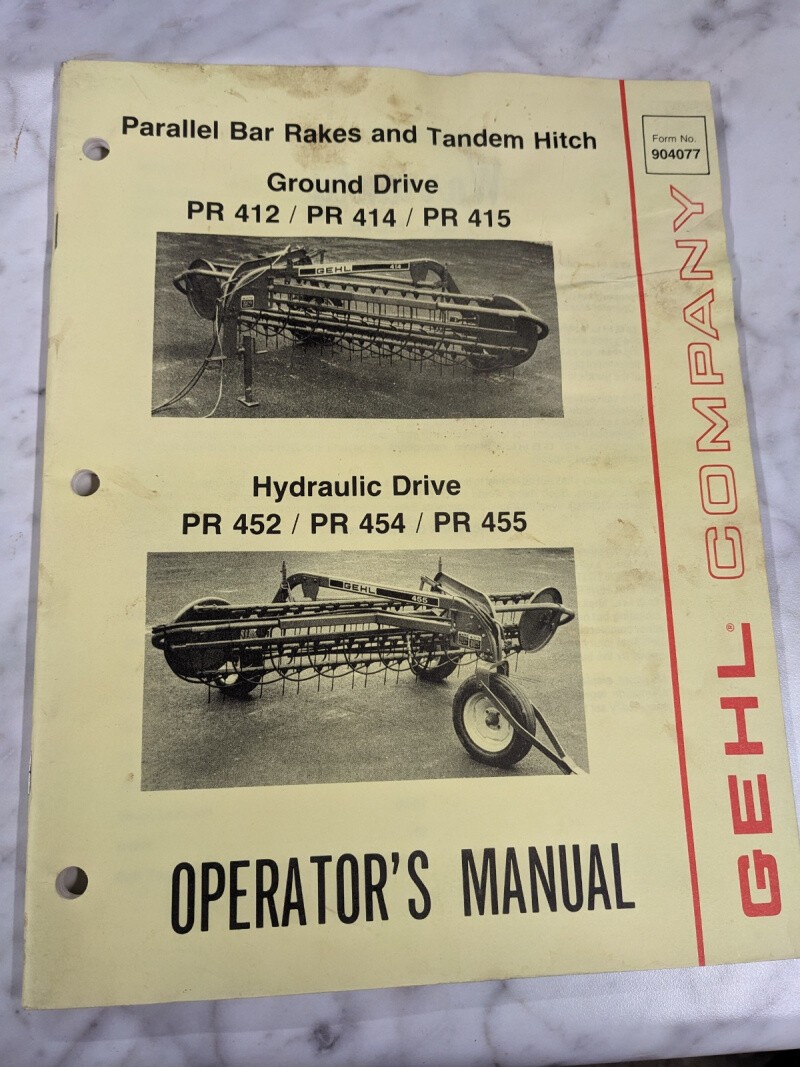 Parallel Bar Rakes and Tandem Hitch
Form No.
904077
Ground Drive
PR 412 / PR 414 / PR 415
GEHL 414
Hydraulic Drive
PR 452 / PR 454 / PR 455
GEHL 455
OPERATOR'S MANUAL
GEHL® COMPANY